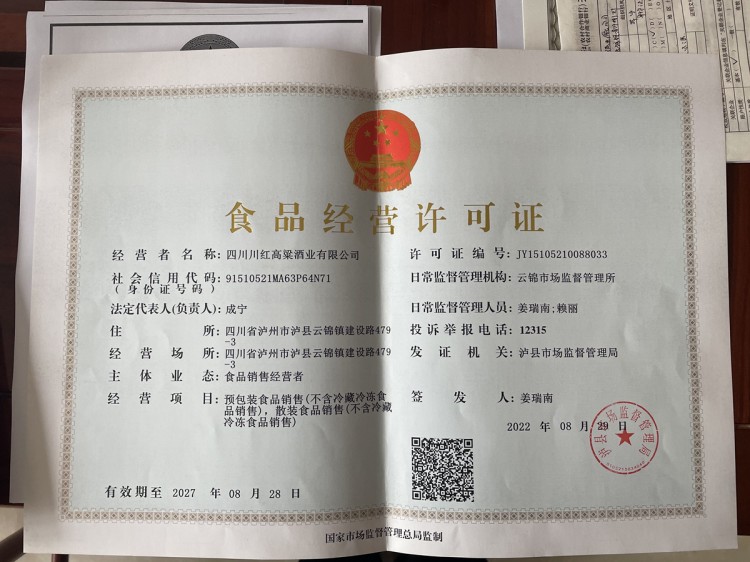 食品经营许可证
经营者名称：四川川红高粱酒业有限公司
社会信用代码：91510521MA63P64N71
（身份证号码）
法定代表人(负责人)：成宁
住所：四川省泸州市泸县云锦镇建设路479
-3
经营场所：四川省泸州市泸县云锦镇建设路479
-3
主体业态：食品销售经营者
经营项目：预包装食品销售(不含冷藏冷冻食
品销售)，散装食品销售(不含冷藏
冷冻食品销售)
有效期至 2027 年 08 月 28 日
许可证编号：JY15105210088033
日常监督管理机构：云锦市场监督管理所
日常监督管理人员：姜瑞南;赖丽
投诉举报电话：12315
发证机关：泸县市场监督管理局
签发人：姜瑞南
2022 年 08 月 29 日
泸县市场监督管理局
国家市场监督管理总局监制